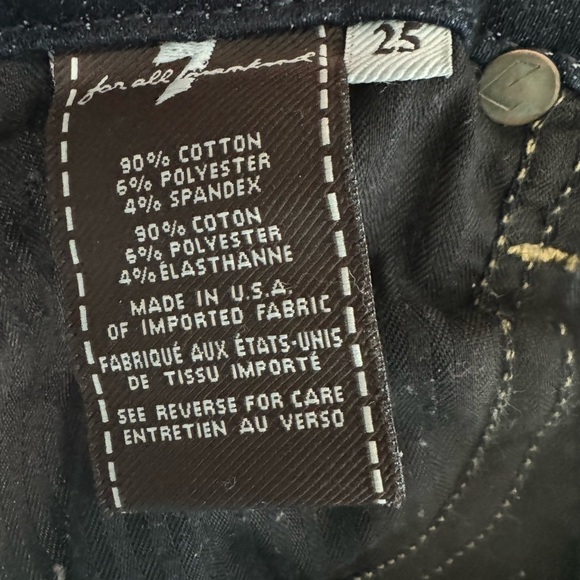 7
for all mankind
25
90% COTTON
6% POLYESTER
4% SPANDEX
90% COTON
6% POLYESTER
4% ÉLASTHANNE
MADE IN U.S.A.
OF IMPORTED FABRIC
FABRIQUÉ AUX ÉTATS-UNIS
DE TISSU IMPORTÉ
SEE REVERSE FOR CARE
ENTRETIEN AU VERSO